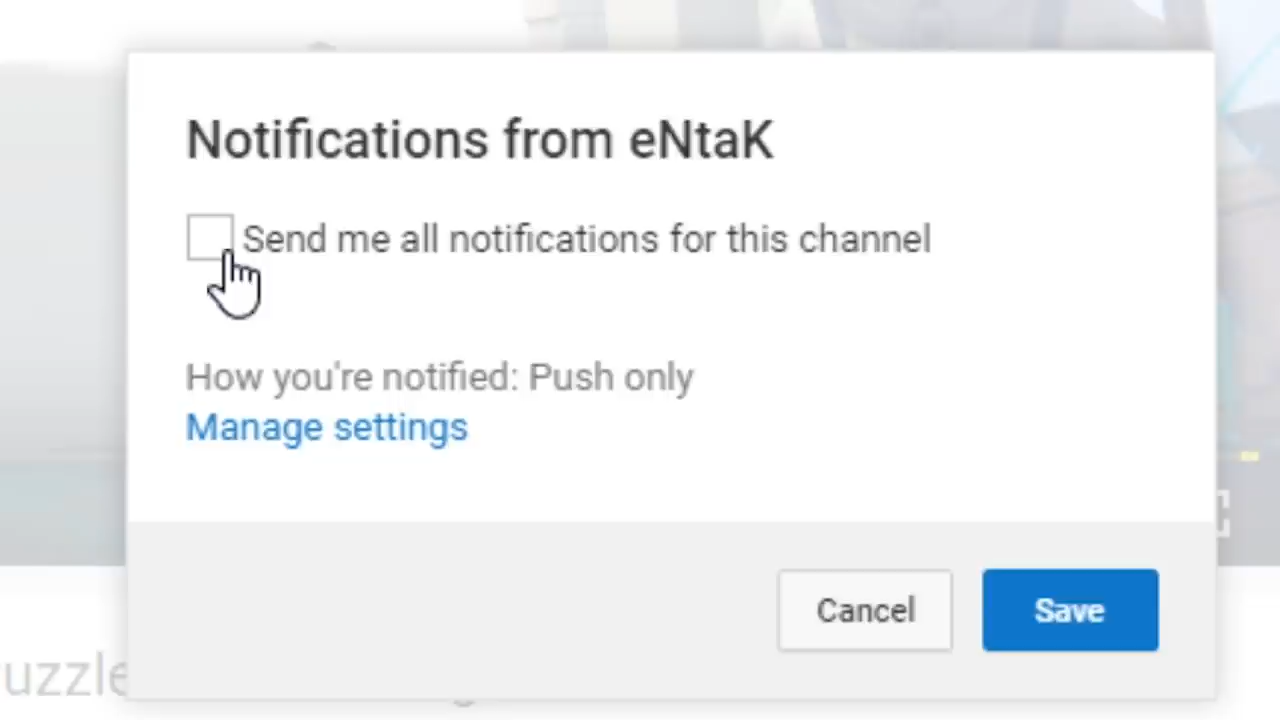 Notifications from eNtaK
Send me all notifications for this channel
How you're notified: Push only
Manage settings
Cancel
Save